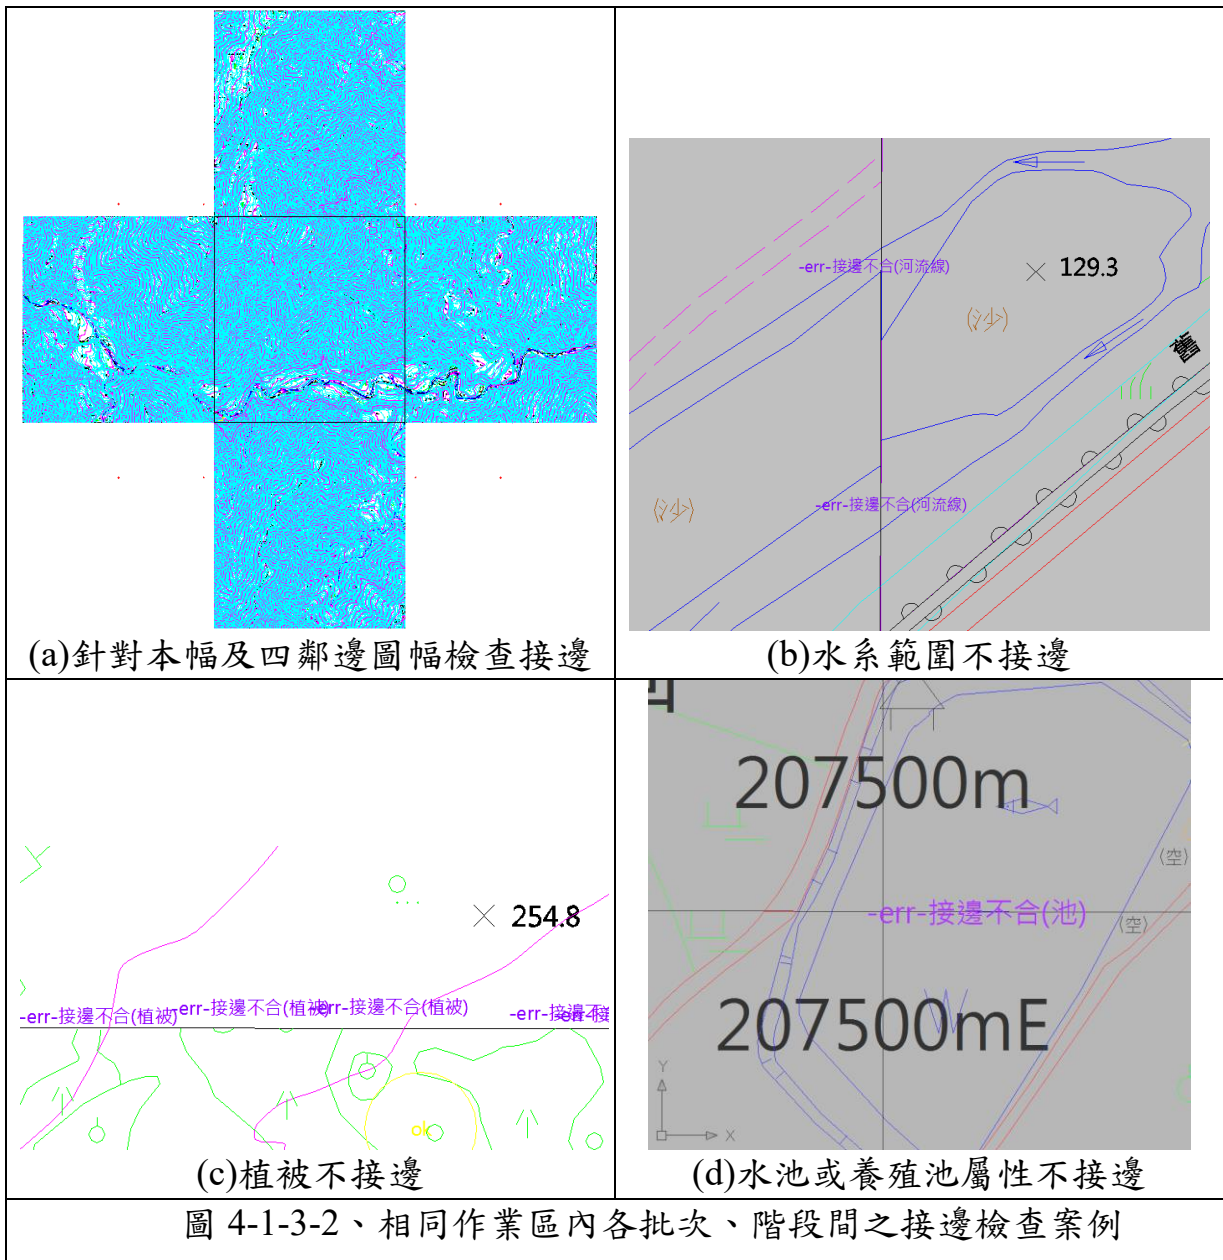 (a)針對本幅及四鄰邊圖幅檢查接邊
-err-接邊不合(河流線)
129.3
(沙)
舊
(沙)
-err-接邊不合(河流線)
(b)水系範圍不接邊
254.8
-err-接邊不合(植被)
-err-接邊不合(植被)
-err-接邊不合(植被)
ok
(c)植被不接邊
207500m
(空)
-err-接邊不合(池)
(空)
207500mE
Y
X
(d)水池或養殖池屬性不接邊
圖 4-1-3-2、相同作業區內各批次、階段間之接邊檢查案例